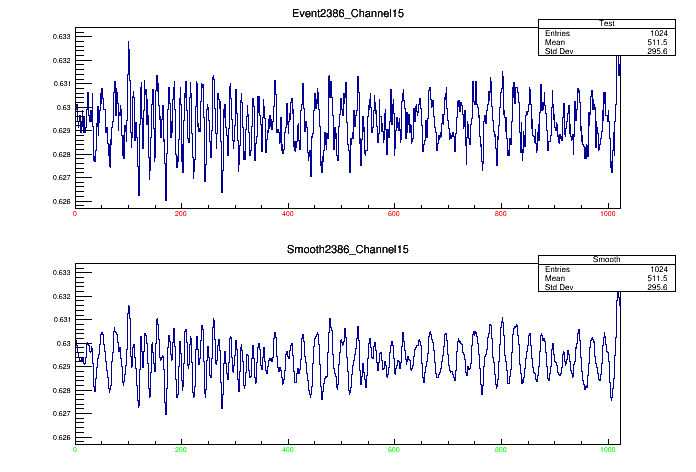 Event2386_Channel15
Test
Entries 1024
Mean 511.5
Std Dev 295.6
0.633
0.632
0.631
0.63
0.629
0.628
0.627
0.626
0 200 400 600 800 1000
Smooth2386_Channel15
Smooth
Entries 1024
Mean 511.5
Std Dev 295.6
0.633
0.632
0.631
0.63
0.629
0.628
0.627
0.626
0 200 400 600 800 1000